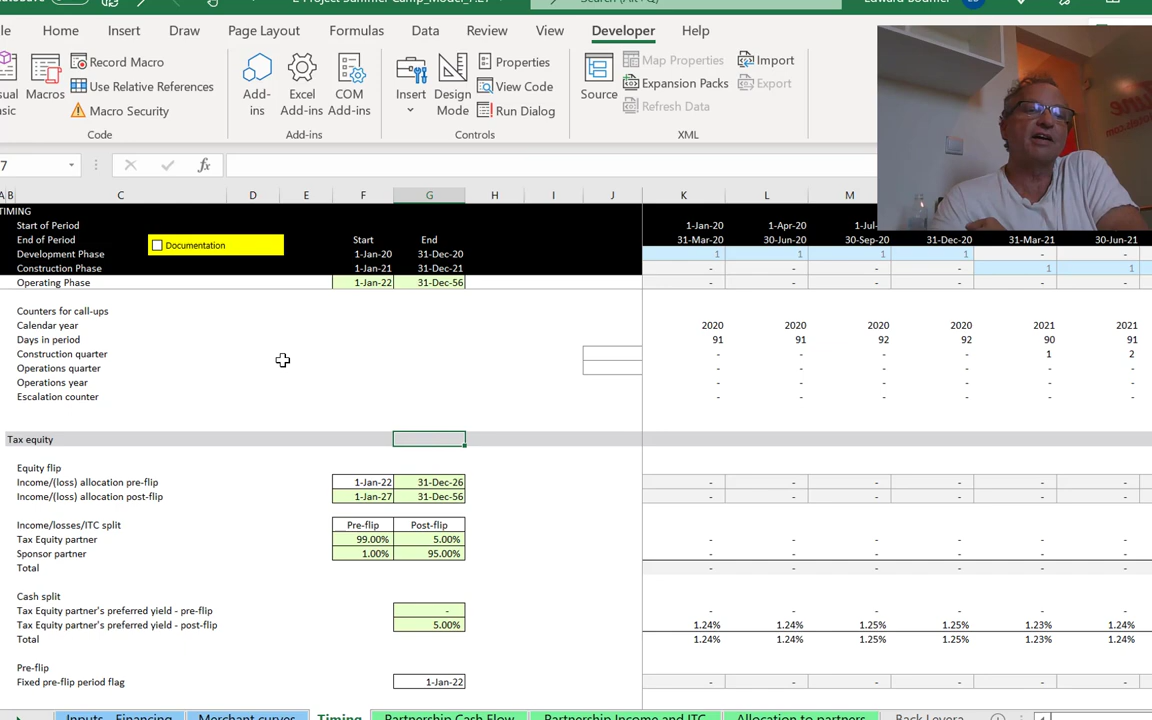 Home Insert Draw Page Layout Formulas Data Review View Developer Help
Record Macro
Use Relative References
Macro Security
Macros
Code
Add-ins
Excel Add-ins
COM Add-ins
Add-ins
Insert
Design Mode
Properties
View Code
Run Dialog
Controls
Source
Map Properties
Expansion Packs
Refresh Data
Import
Export
XML
7 fx
A B C D E F G H I J K L M
TIMING
Start of Period 1-Jan-20 1-Apr-20
End of Period Start End 31-Mar-20 30-Jun-20 30-Sep-20 31-Dec-20 31-Mar-21 30-Jun-21
Documentation
Development Phase 1-Jan-20 31-Dec-20 1 1 1 1 - -
Construction Phase 1-Jan-21 31-Dec-21 - - - - 1 1
Operating Phase 1-Jan-22 31-Dec-56 - - - - - -
Counters for call-ups
Calendar year 2020 2020 2020 2020 2021 2021
Days in period 91 91 92 92 90 91
Construction quarter - - - - 1 2
Operations quarter - - - - - -
Operations year - - - - - -
Escalation counter - - - - - -
Tax equity
Equity flip
Income/(loss) allocation pre-flip 1-Jan-22 31-Dec-26 - - - - - -
Income/(loss) allocation post-flip 1-Jan-27 31-Dec-56 - - - - - -
Income/losses/ITC split Pre-flip Post-flip
Tax Equity partner 99.00% 5.00% - - - - - -
Sponsor partner 1.00% 95.00% - - - - - -
Total - - - - - -
Cash split
Tax Equity partner's preferred yield - pre-flip - - - - - - -
Tax Equity partner's preferred yield - post-flip 5.00% 1.24% 1.24% 1.25% 1.25% 1.23% 1.24%
Total 1.24% 1.24% 1.25% 1.25% 1.23% 1.24%
Pre-flip
Fixed pre-flip period flag 1-Jan-22 - - - - - -
Inputs - Financing Merchant curves Timing Partnership Cash Flow Partnership Income and ITC Allocation to partners